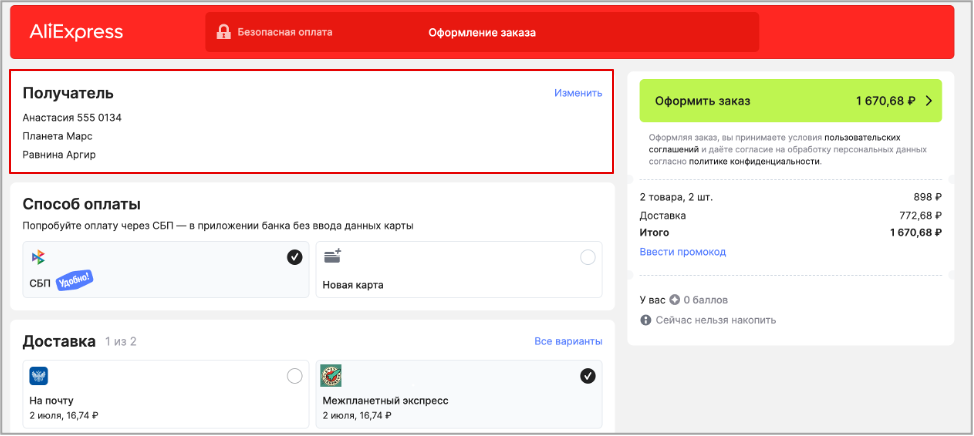 AliExpress
Безопасная оплата
Оформление заказа
Получатель
Изменить
Анастасия 555 0134
Планета Марс
Равнина Аргир
Способ оплаты
Попробуйте оплату через СБП — в приложении банка без ввода данных карты
СБП Удобно!
Новая карта
Доставка 1 из 2
Все варианты
На почту
2 июля, 16,74 ₽
Межпланетный экспресс
2 июля, 16,74 ₽
Оформить заказ 1 670,68 ₽
Оформляя заказ, вы принимаете условия пользовательских
соглашений и даёте согласие на обработку персональных данных
согласно политике конфиденциальности.
2 товара, 2 шт. 898 ₽
Доставка 772,68 ₽
Итого 1 670,68 ₽
Ввести промокод
У вас 0 баллов
Сейчас нельзя накопить